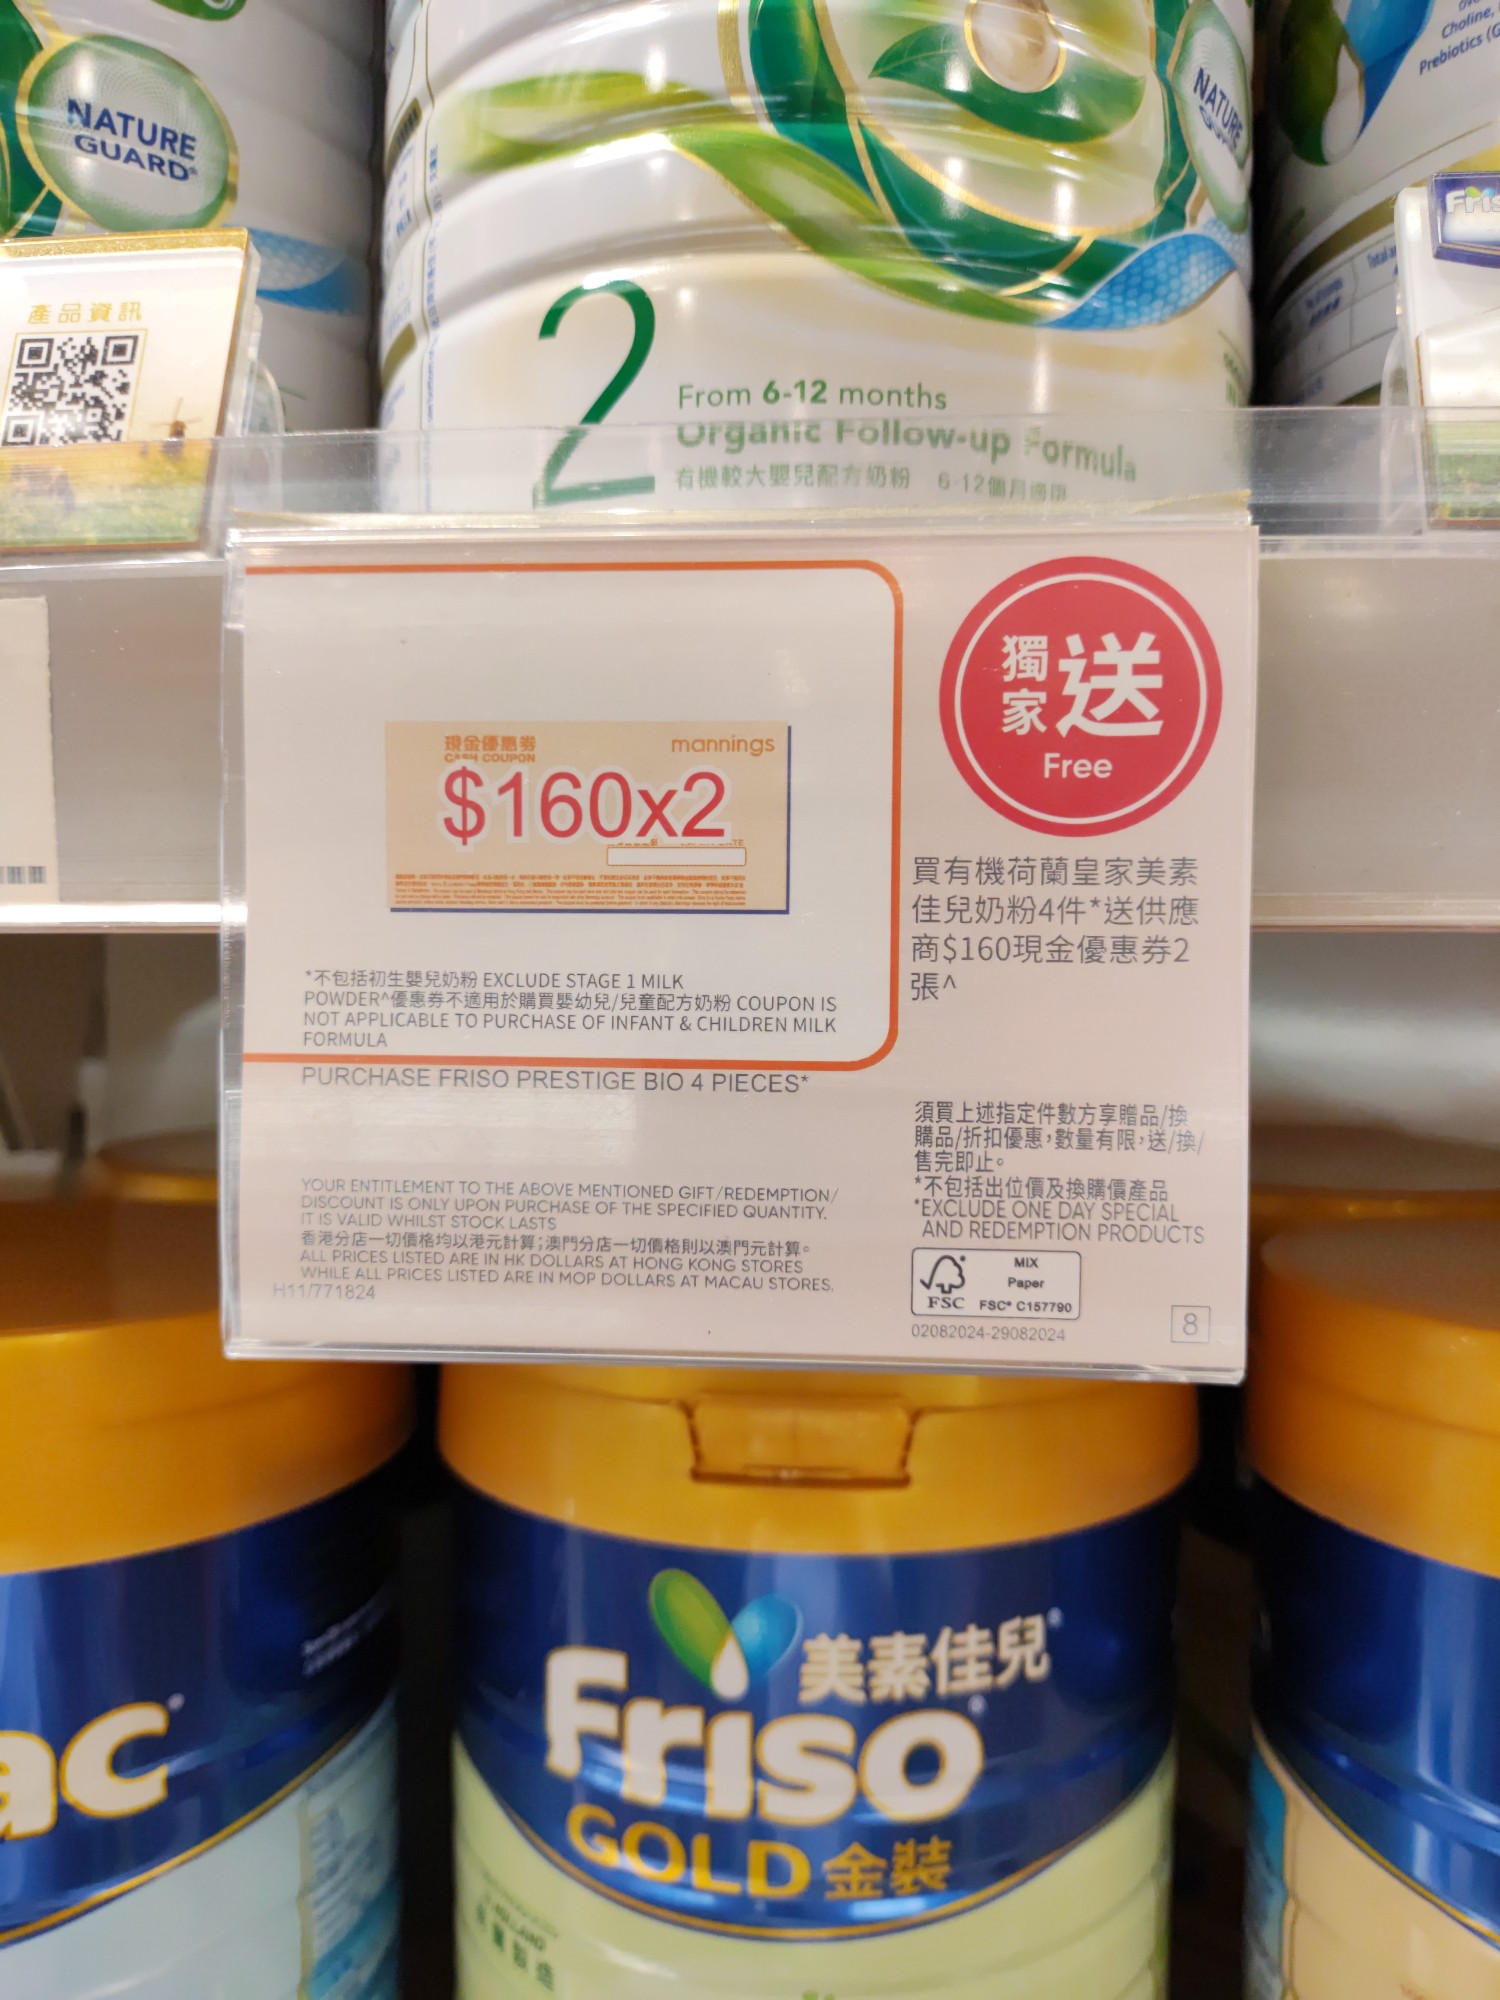 NATURE
GUARD
NATURE
Choline,
Prebiotics
產品資訊
2
From 6-12 months
Organic Follow-up Formula
有機較大嬰兒配方奶粉 6-12個月適用
現金優惠券
CASH COUPON
mannings
$160x2
獨家送
Free
買有機荷蘭皇家美素
佳兒奶粉4件*送供應
商$160現金優惠券2
張^
*不包括初生嬰兒奶粉 EXCLUDE STAGE 1 MILK
POWDER^優惠券不適用於購買嬰幼兒/兒童配方奶粉 COUPON IS
NOT APPLICABLE TO PURCHASE OF INFANT & CHILDREN MILK
FORMULA
PURCHASE FRISO PRESTIGE BIO 4 PIECES*
須買上述指定件數方享贈品/換
購品/折扣優惠,數量有限,送/換/
售完即止。
*不包括出位價及換購價產品
*EXCLUDE ONE DAY SPECIAL
AND REDEMPTION PRODUCTS
YOUR ENTITLEMENT TO THE ABOVE MENTIONED GIFT/REDEMPTION/
DISCOUNT IS ONLY UPON PURCHASE OF THE SPECIFIED QUANTITY.
IT IS VALID WHILST STOCK LASTS
香港分店一切價格均以港元計算;澳門分店一切價格則以澳門元計算。
ALL PRICES LISTED ARE IN HK DOLLARS AT HONG KONG STORES
WHILE ALL PRICES LISTED ARE IN MOP DOLLARS AT MACAU STORES.
H11/771824
FSC
MIX
Paper
FSC® C157790
02082024-29082024
8
美素佳兒®
Friso
GOLD 金裝
ac